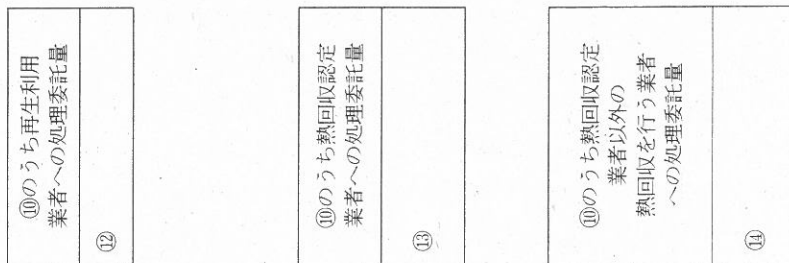 ⑩のうち再生利用
業者への処理委託量
⑫
⑩のうち熱回収認定
業者への処理委託量
⑬
⑩のうち熱回収認定
業者以外の
熱回収を行う業者
への処理委託量
⑭